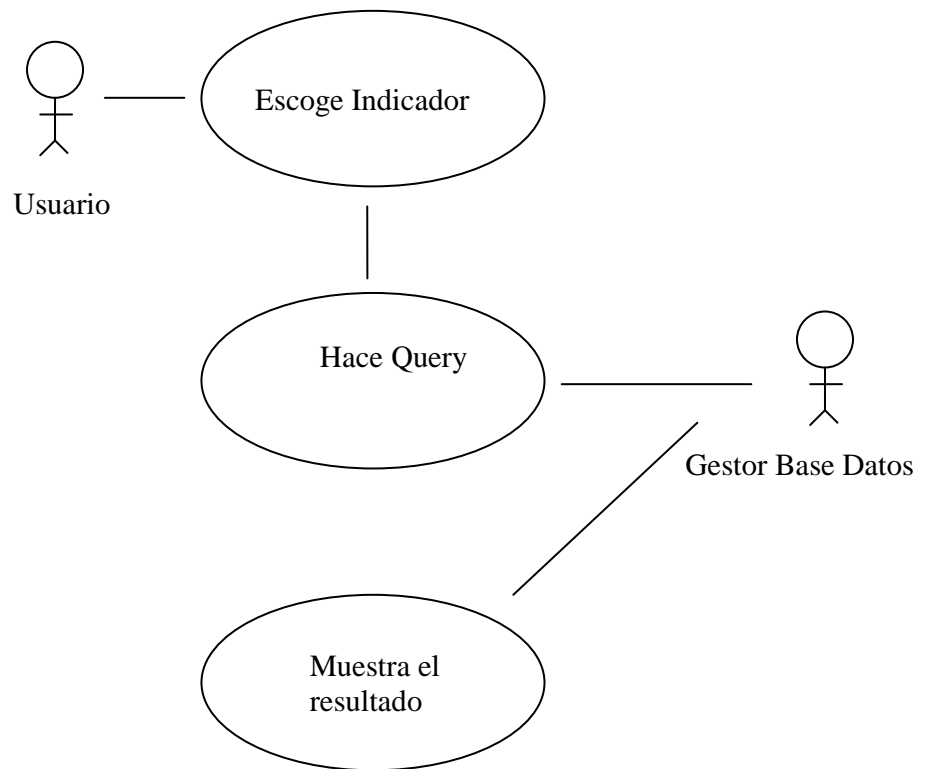 Escoge Indicador
Usuario
Hace Query
Gestor Base Datos
Muestra el
resultado